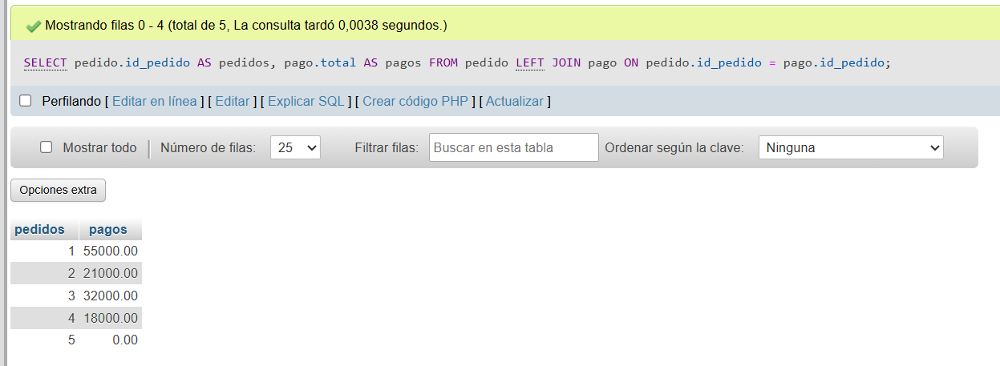 Mostrando filas 0 - 4 (total de 5, La consulta tardó 0,0038 segundos.)
SELECT pedido.id_pedido AS pedidos, pago.total AS pagos FROM pedido LEFT JOIN pago ON pedido.id_pedido = pago.id_pedido;
Perfilando [ Editar en línea ] [ Editar ] [ Explicar SQL ] [ Crear código PHP ] [ Actualizar ]
Mostrar todo | Número de filas: 25 Filtrar filas: Buscar en esta tabla Ordenar según la clave: Ninguna
Opciones extra
pedidos pagos
1 55000.00
2 21000.00
3 32000.00
4 18000.00
5 0.00